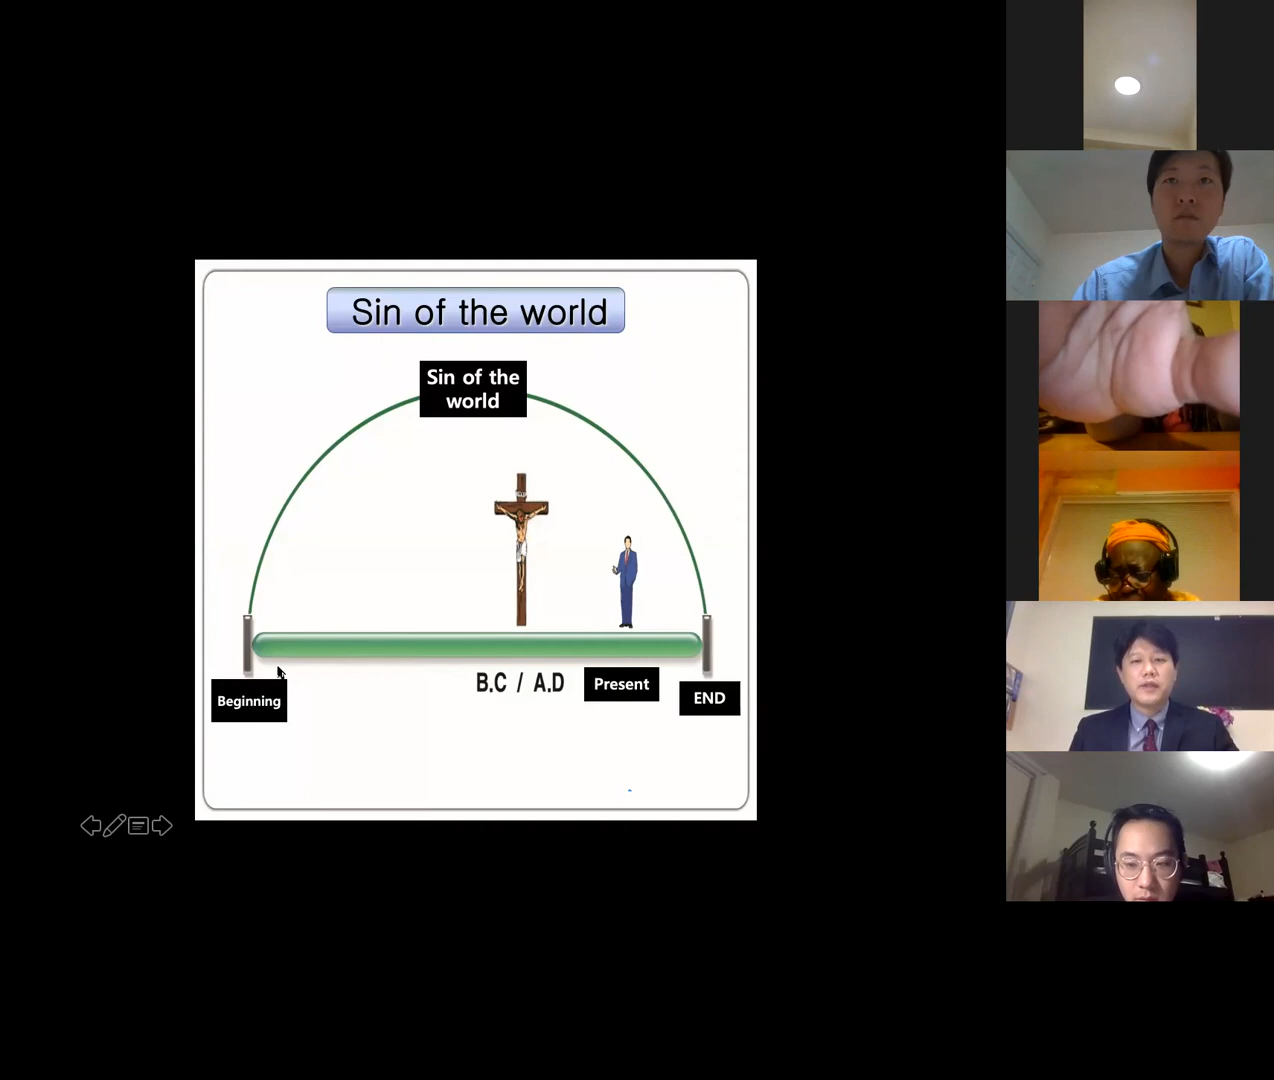 Sin of the world
Sin of the
world
B.C / A.D
Present
Beginning
END